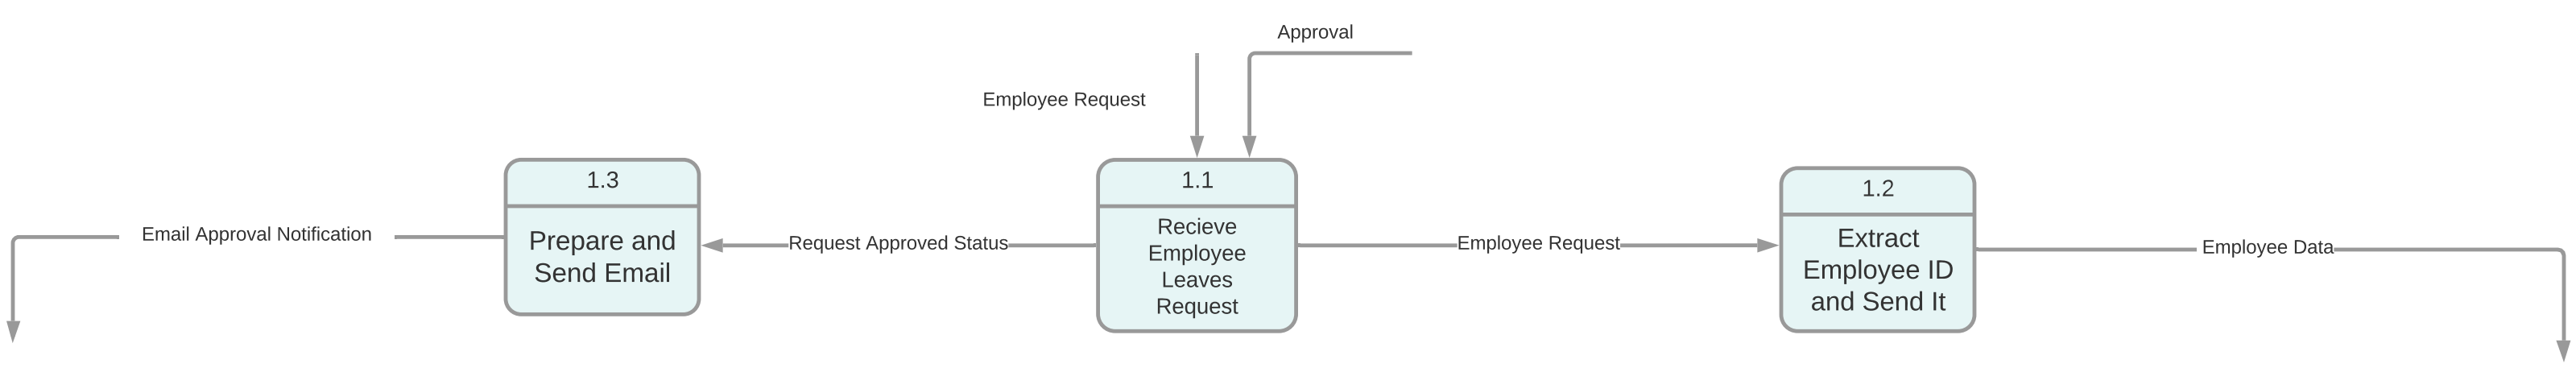 Approval
Employee Request
1.3
Prepare and
Send Email
Email Approval Notification
Request Approved Status
1.1
Recieve
Employee
Leaves
Request
Employee Request
1.2
Extract
Employee ID
and Send It
Employee Data